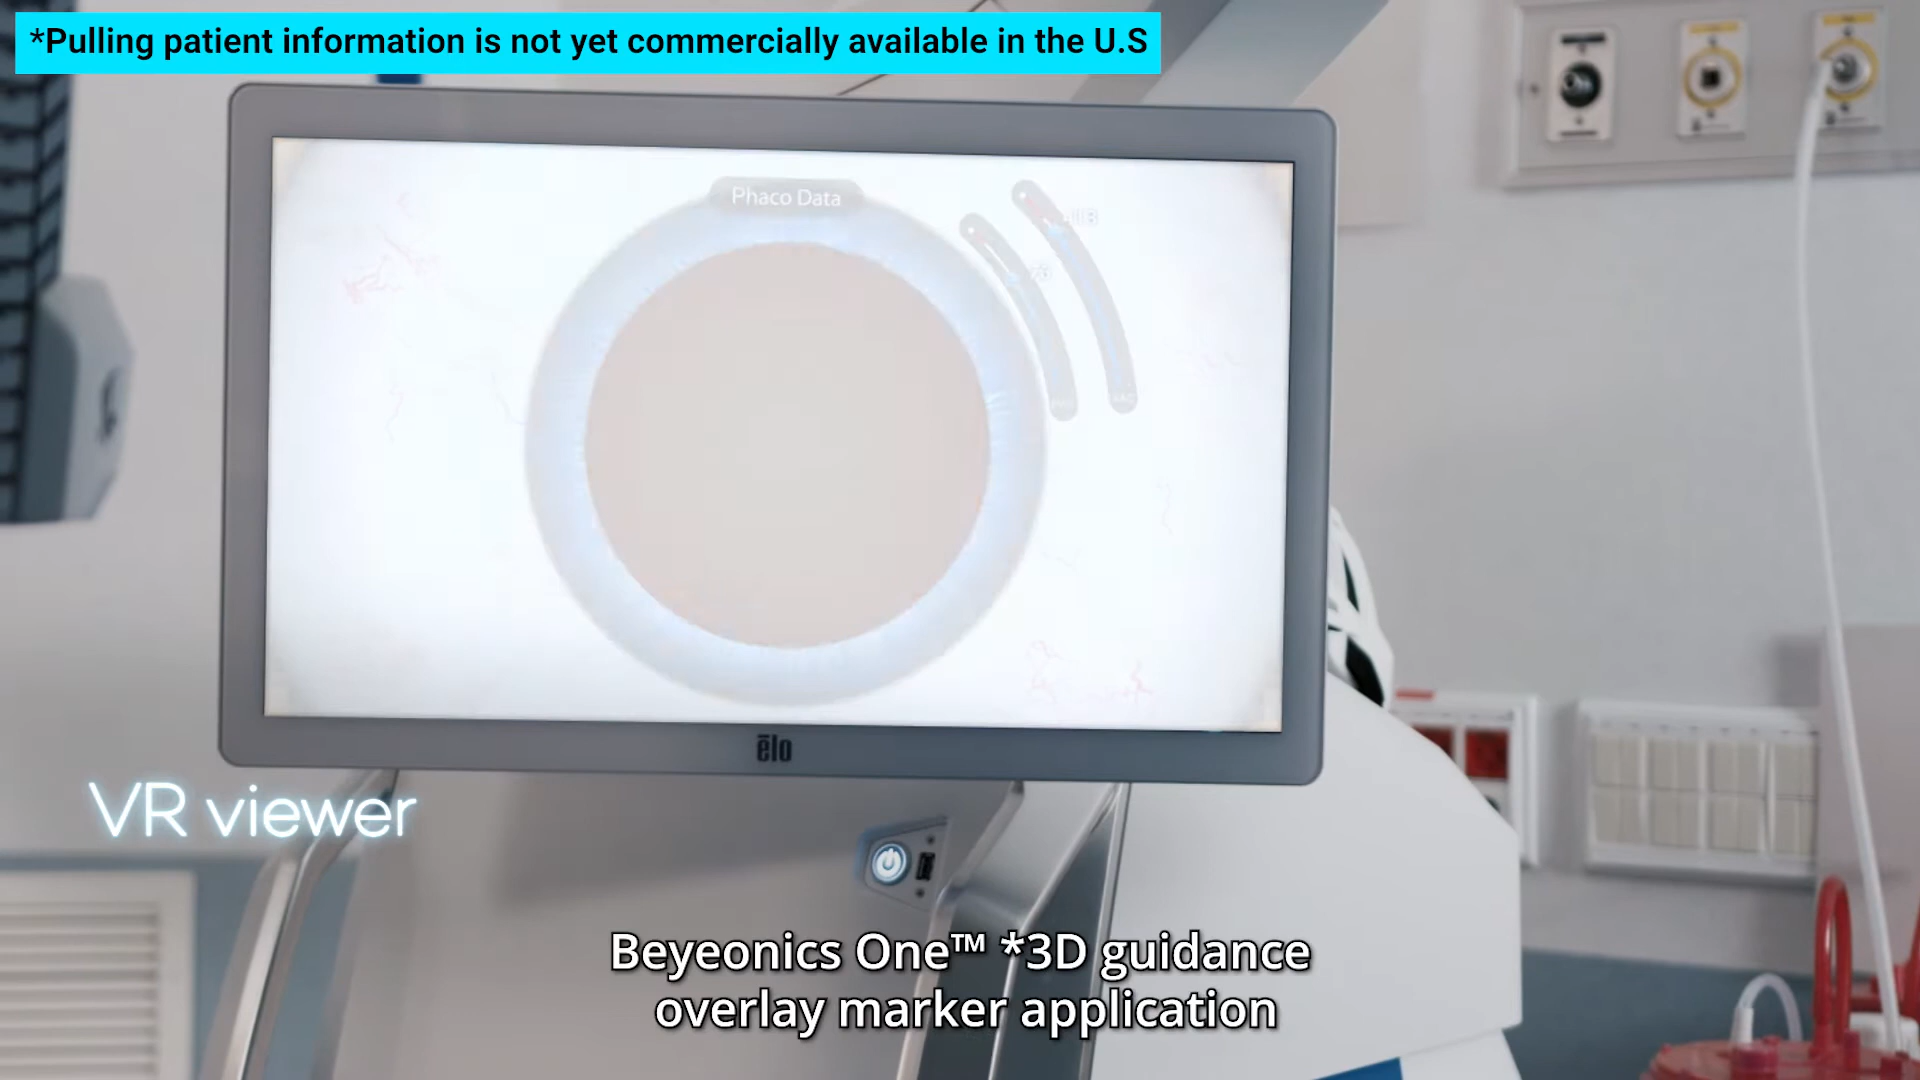 *Pulling patient information is not yet commercially available in the U.S
Phaco Data
73
ēlo
VR viewer
Beyeonics One™ *3D guidance
overlay marker application